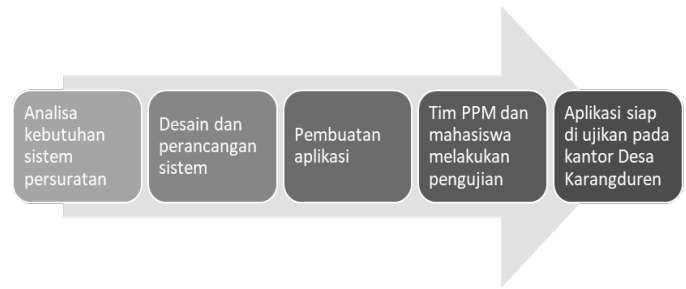 Analisa
kebutuhan
sistem
persuratan
Desain dan
perancangan
sistem
Pembuatan
aplikasi
Tim PPM dan
mahasiswa
melakukan
pengujian
Aplikasi siap
di ujikan pada
kantor Desa
Karangduren